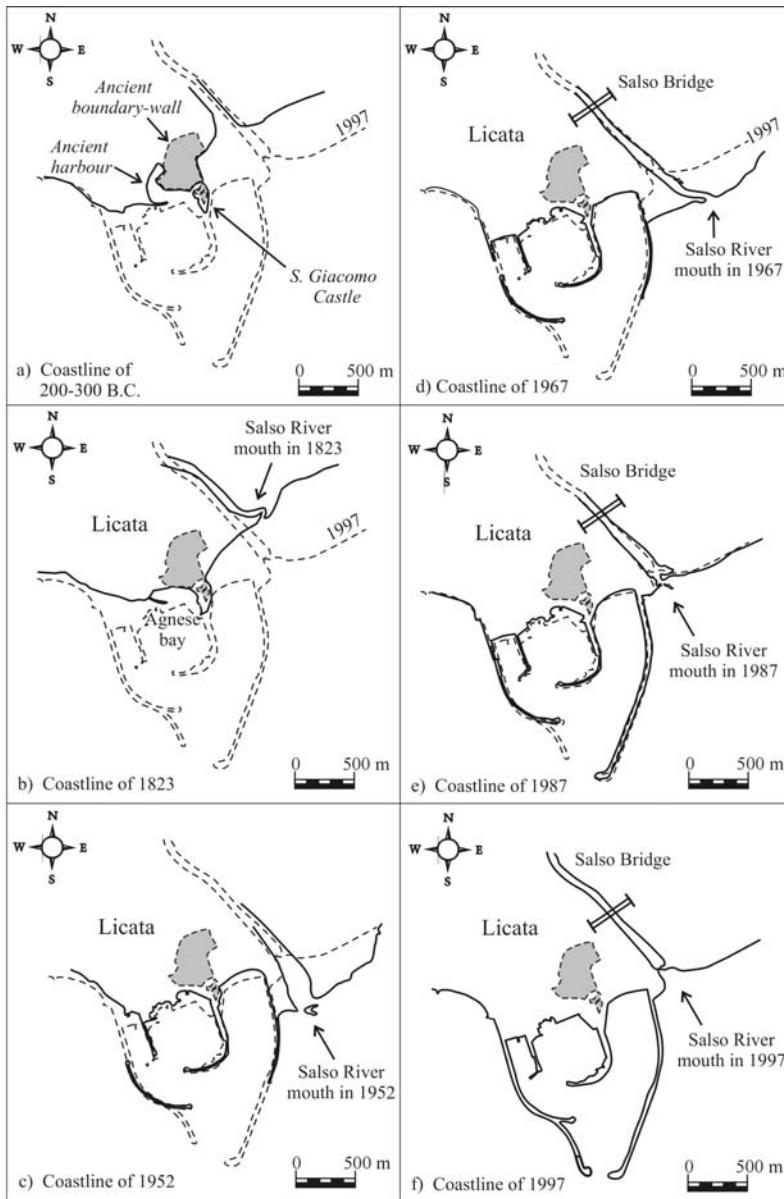 N
W E
S
Ancient
boundary-wall
Ancient
harbour
1997
S. Giacomo
Castle
0 500 m
a) Coastline of
200-300 B.C.
N
W E
S
Salso River
mouth in 1823
Licata
1997
Agnese
bay
0 500 m
b) Coastline of 1823
N
W E
S
Licata
Salso River
mouth in 1952
0 500 m
c) Coastline of 1952
N
W E
S
Salso Bridge
Licata
1997
Salso River
mouth in 1967
0 500 m
d) Coastline of 1967
N
W E
S
Salso Bridge
Licata
Salso River
mouth in 1987
0 500 m
e) Coastline of 1987
N
W E
S
Salso Bridge
Licata
Salso River
mouth in 1997
0 500 m
f) Coastline of 1997